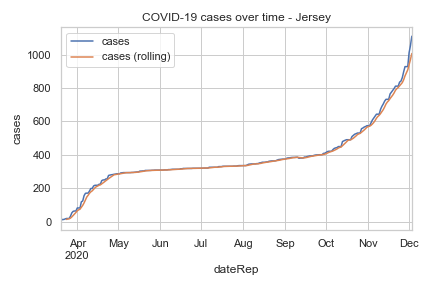 COVID-19 cases over time - Jersey
cases
cases (rolling)
1000
800
600
400
200
0
cases
Apr May Jun Jul Aug Sep Oct Nov Dec
2020
dateRep